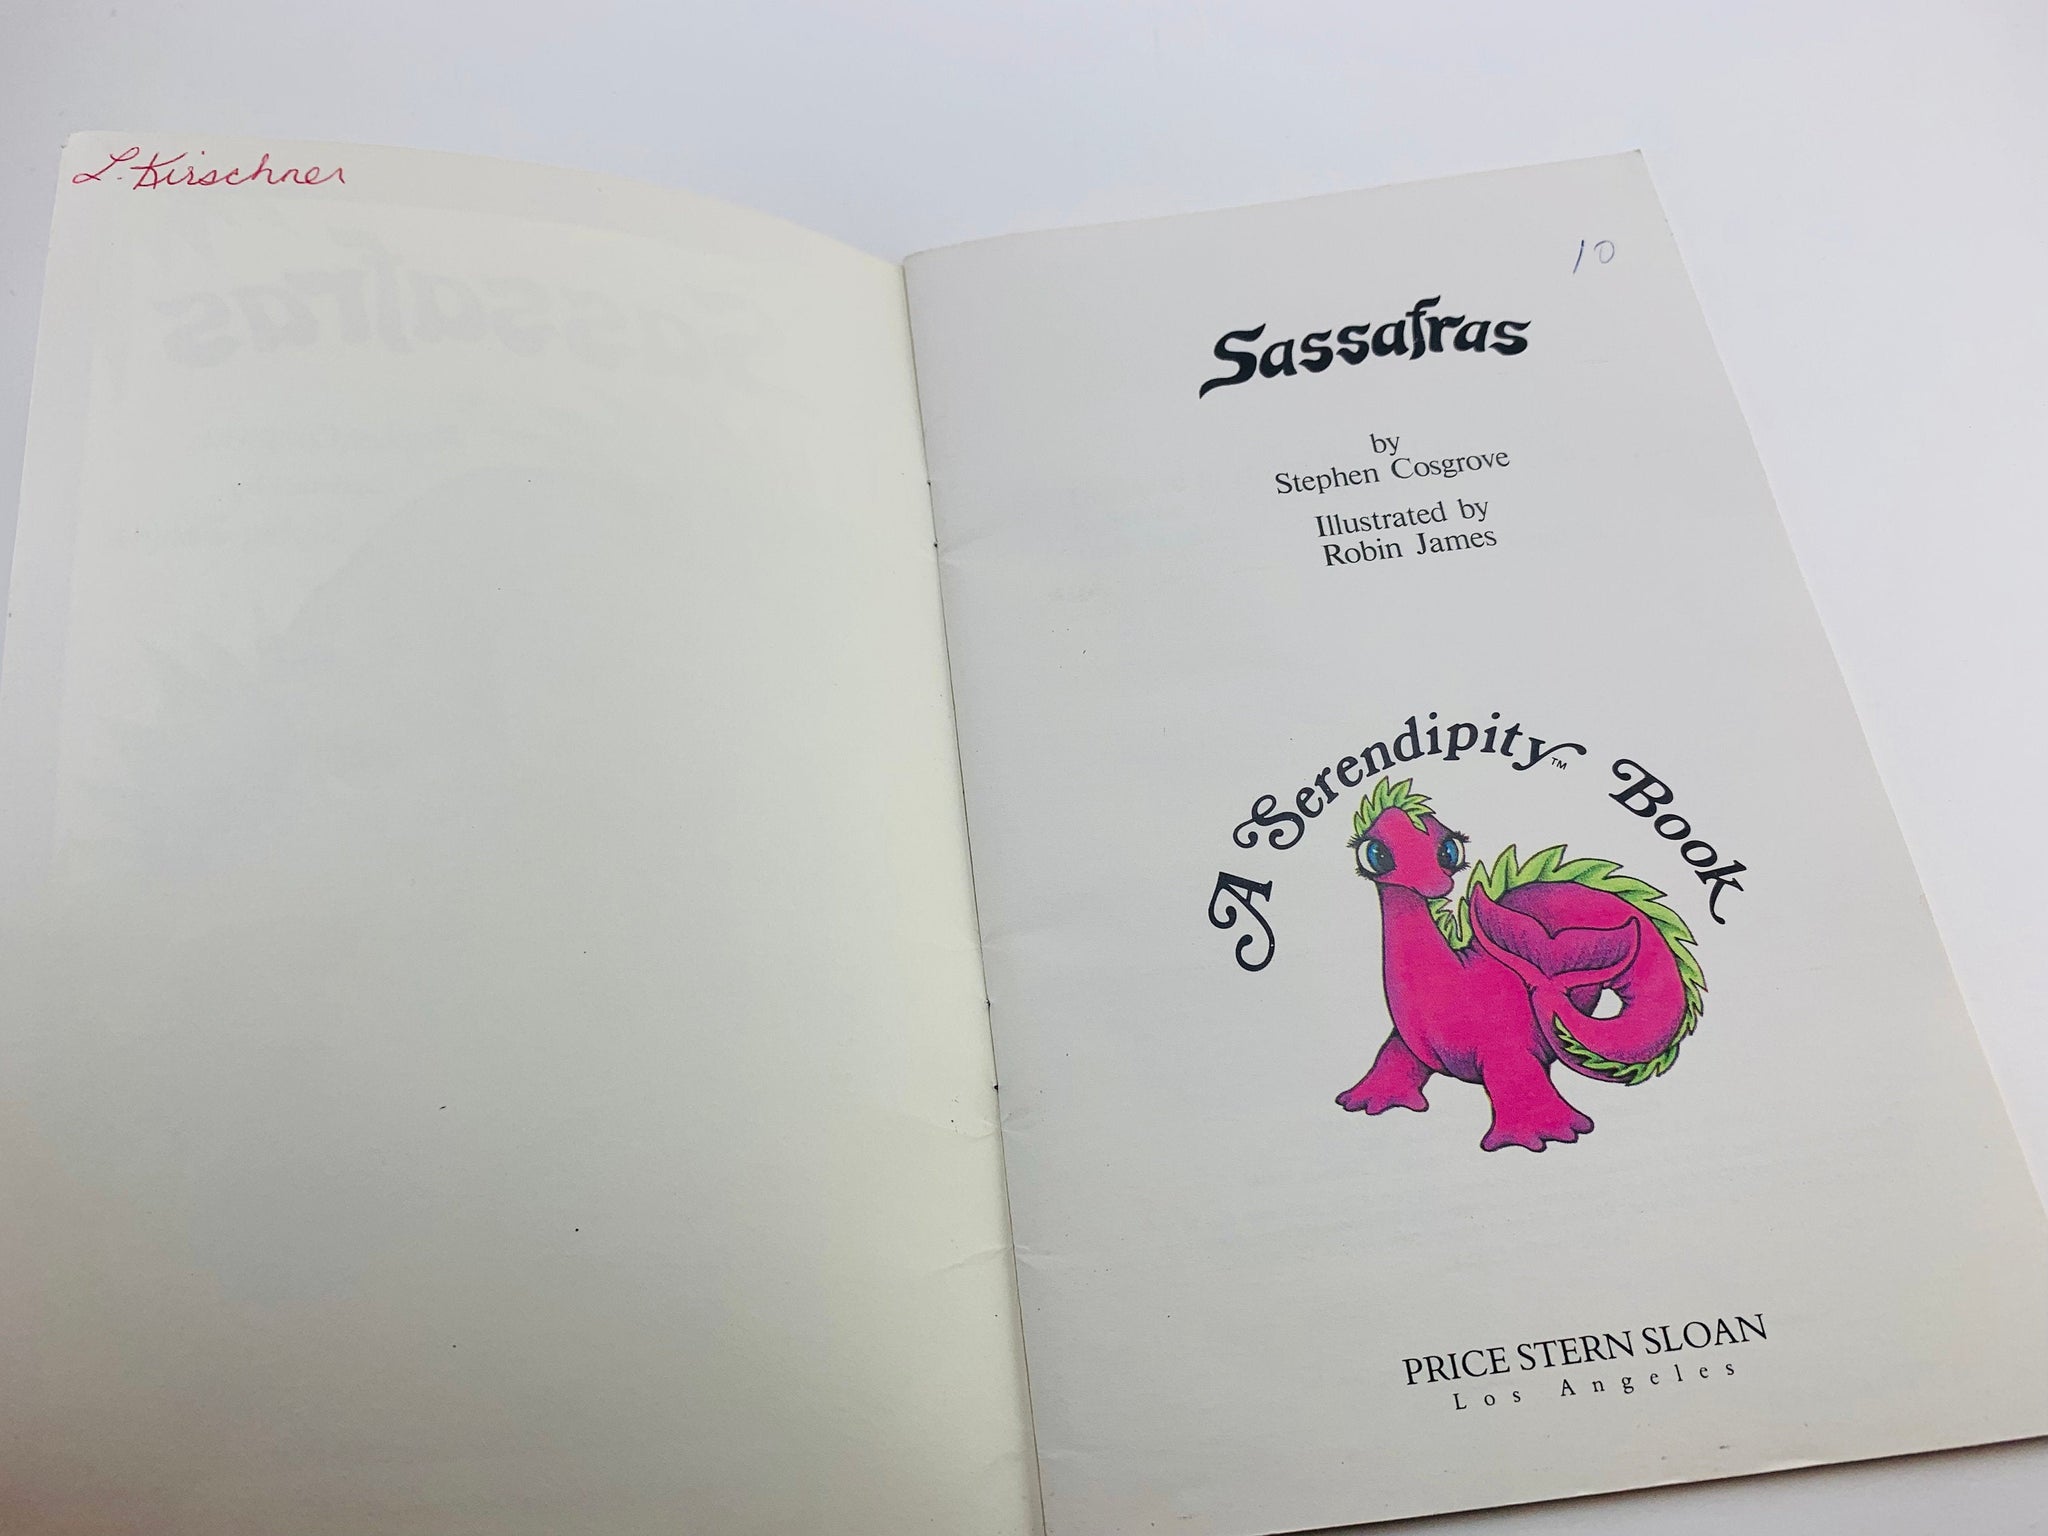 L. Kirschner
10
Sassafras
by
Stephen Cosgrove
Illustrated by
Robin James
A Serendipity™ Book
PRICE STERN SLOAN
Los Angeles